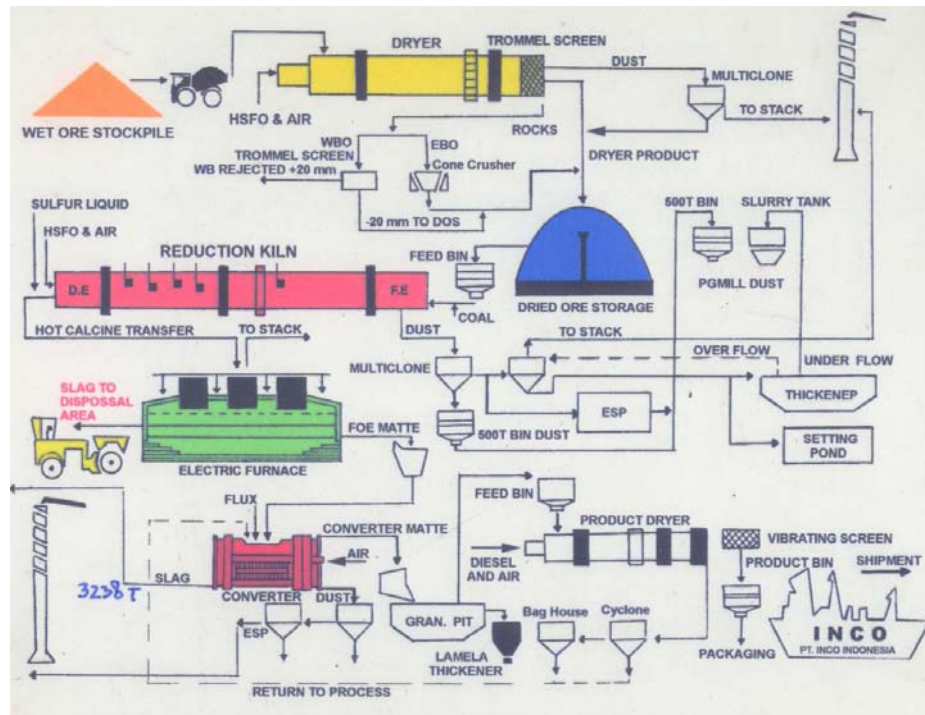 DRYER
TROMMEL SCREEN
DUST
MULTICLONE
WET ORE STOCKPILE
HSFO & AIR
TO STACK
ROCKS
WBO
EBO
TROMMEL SCREEN
WB REJECTED +20 mm
Cone Crusher
DRYER PRODUCT
-20 mm TO DOS
500T BIN
SLURRY TANK
SULFUR LIQUID
HSFO & AIR
REDUCTION KILN
FEED BIN
PGMILL DUST
D.E
F.E
COAL
DRIED ORE STORAGE
HOT CALCINE TRANSFER
TO STACK
DUST
TO STACK
OVER FLOW
UNDER FLOW
MULTICLONE
THICKENEP
SLAG TO
DISPOSSAL
AREA
ESP
500T BIN DUST
FOE MATTE
SETTING
POND
ELECTRIC FURNACE
FLUX
CONVERTER MATTE
FEED BIN
PRODUCT DRYER
AIR
VIBRATING SCREEN
DIESEL
AND AIR
PRODUCT BIN
SHIPMENT
SLAG
3238 T
CONVERTER
DUST
GRAN. PIT
Bag House
Cyclone
ESP
LAMELA
THICKENER
PACKAGING
INCO
PT. INCO INDONESIA
RETURN TO PROCESS